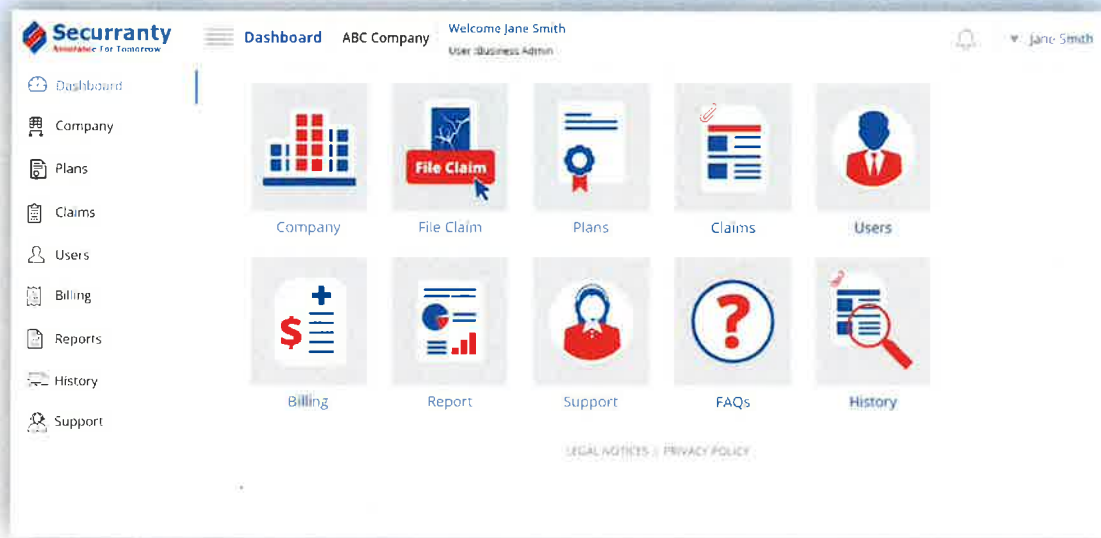 Securranty
Assurance For Tomorrow
Dashboard
ABC Company
Welcome Jane Smith
User :Business Admin
Jane Smith
Dashboard
Company
Plans
Claims
Users
Billing
Reports
History
Support
File Claim
Company
File Claim
Plans
Claims
Users
$
?
Billing
Report
Support
FAQs
History
LEGAL NOTICES | PRIVACY POLICY